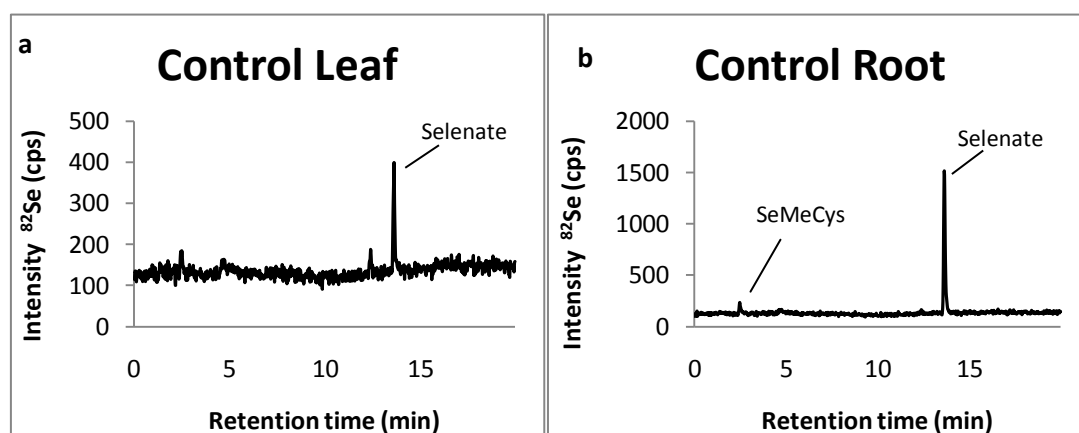 a
Control Leaf
Intensity ⁸²Se (cps)
500
400
300
200
100
0
Selenate
0 5 10 15
Retention time (min)
b
Control Root
Intensity ⁸²Se (cps)
2000
1500
1000
500
0
SeMeCys
Selenate
0 5 10 15
Retention time (min)